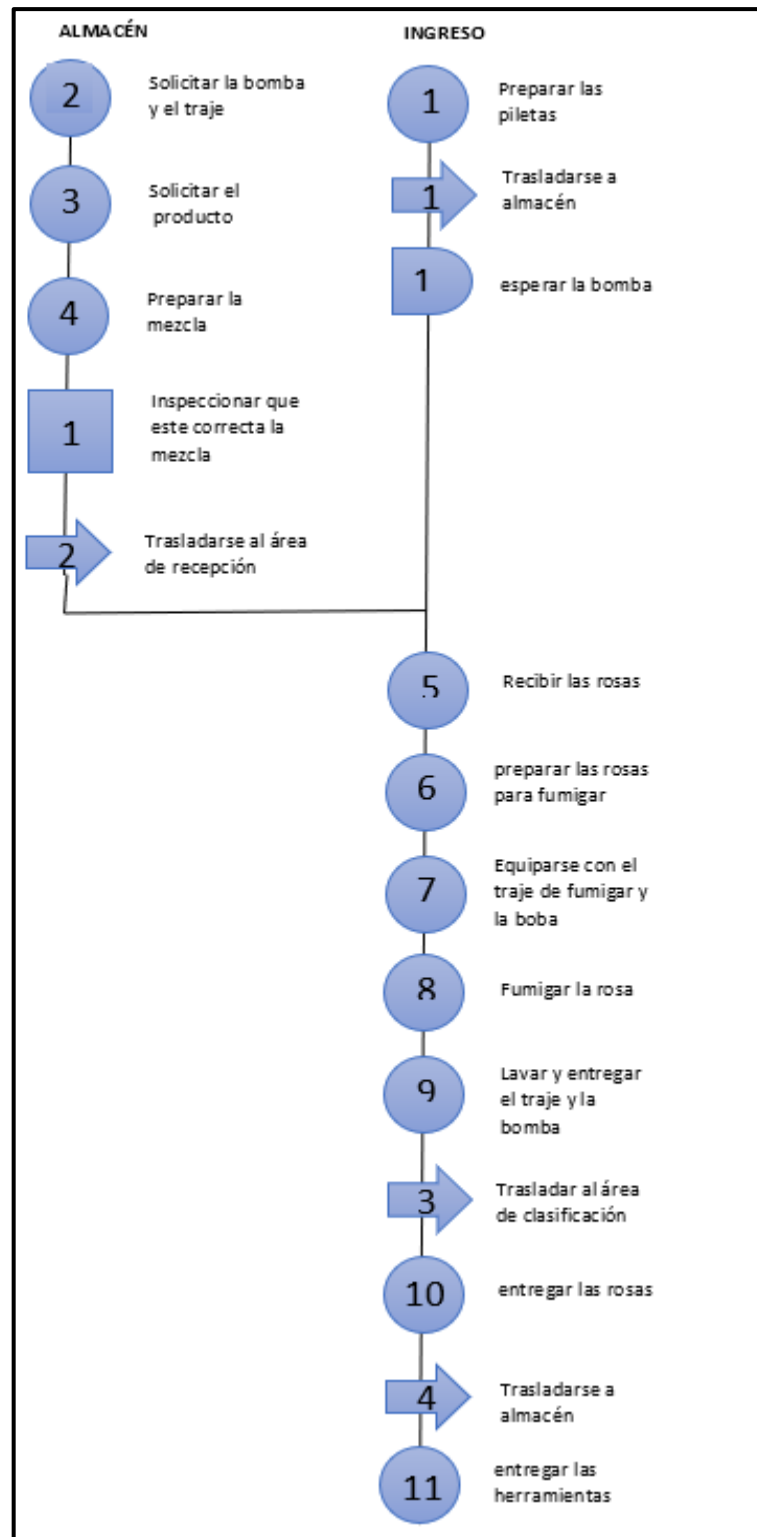 ALMACÉN
2
Solicitar la bomba
y el traje
3
Solicitar el
producto
4
Preparar la
mezcla
1
Inspeccionar que
este correcta la
mezcla
2
Trasladarse al área
de recepción
INGRESO
1
Preparar las
piletas
1
Trasladarse a
almacén
1
esperar la bomba
5
Recibir las rosas
6
preparar las rosas
para fumigar
7
Equiparse con el
traje de fumigar y
la boba
8
Fumigar la rosa
9
Lavar y entregar
el traje y la
bomba
3
Trasladar al área
de clasificación
10
entregar las rosas
4
Trasladarse a
almacén
11
entregar las
herramientas